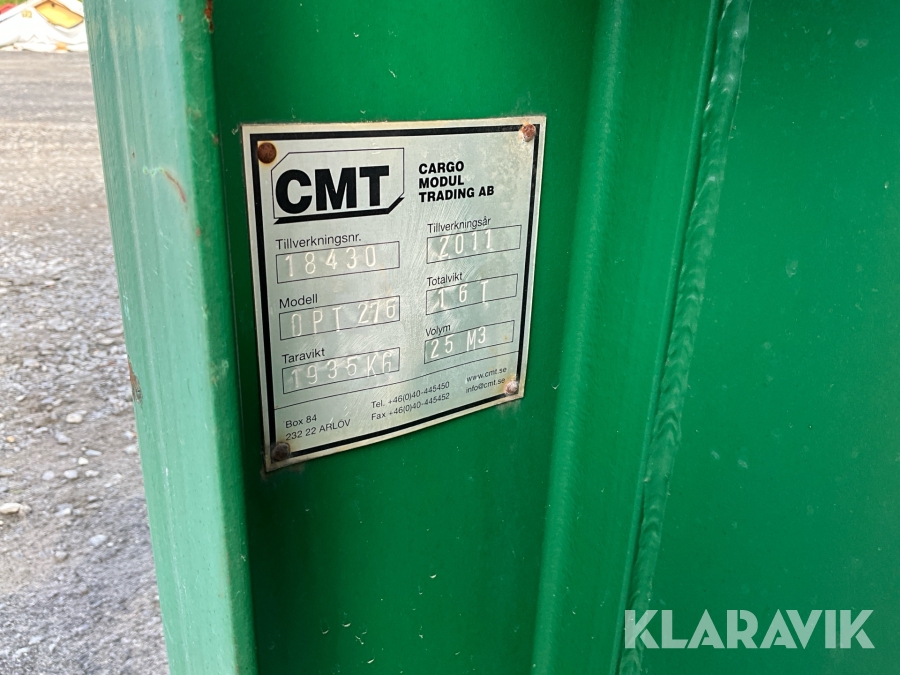 CMT
CARGO
MODUL
TRADING AB
Tillverkningsnr.
18430
Tillverkningsår
2011
Modell
OPT 276
Totalvikt
16 T
Taravikt
1935KG
Volym
25 M3
Box 84
232 22 ARLÖV
Tel. +46(0)40-445450
Fax +46(0)40-445452
www.cmt.se
info@cmt.se
KLARAVIK